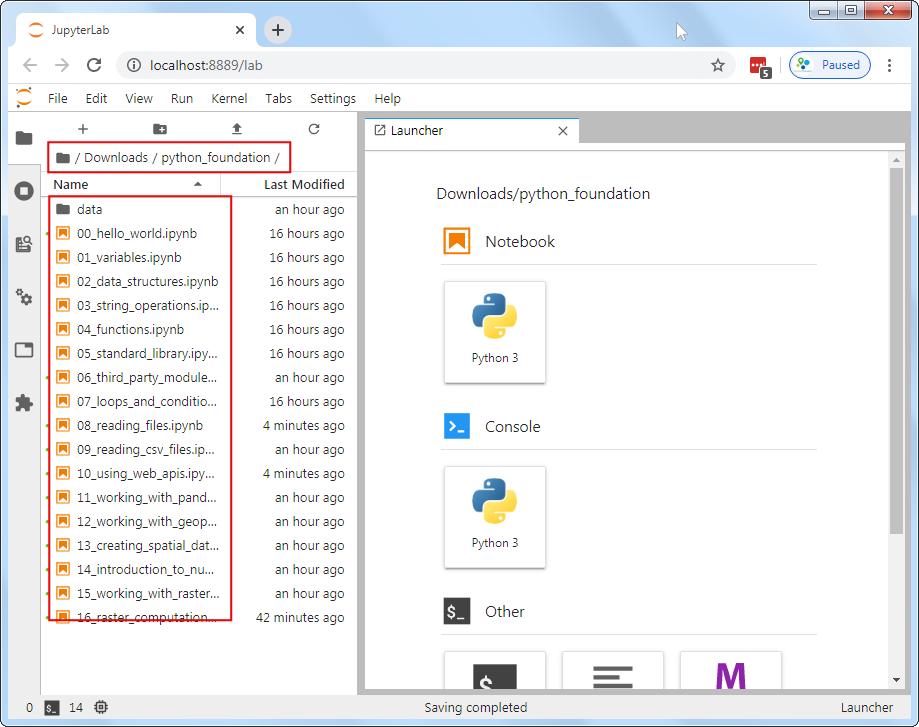 JupyterLab
localhost:8889/lab
5
Paused
File Edit View Run Kernel Tabs Settings Help
/ Downloads / python_foundation /
Name Last Modified
data an hour ago
00_hello_world.ipynb 16 hours ago
01_variables.ipynb 16 hours ago
02_data_structures.ipynb 16 hours ago
03_string_operations.ip... 16 hours ago
04_functions.ipynb 16 hours ago
05_standard_library.ipy... 16 hours ago
06_third_party_module... an hour ago
07_loops_and_conditio... 16 hours ago
08_reading_files.ipynb 4 minutes ago
09_reading_csv_files.ip... an hour ago
10_using_web_apis.ipy... 4 minutes ago
11_working_with_pand... an hour ago
12_working_with_geop... an hour ago
13_creating_spatial_dat... an hour ago
14_introduction_to_nu... an hour ago
15_working_with_raster... an hour ago
16_raster_computation... 42 minutes ago
Launcher
Downloads/python_foundation
Notebook
Python 3
Console
Python 3
$_ Other
$ M
0 $_ 14 Saving completed Launcher